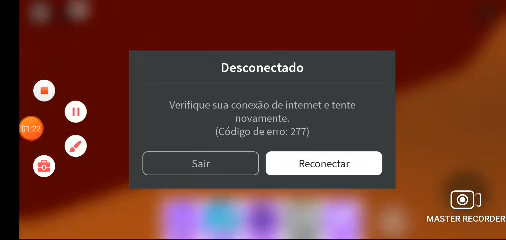 Desconectado
Verifique sua conexão de internet e tente
novamente.
(Código de erro: 277)
Sair
Reconectar
01:22
MASTER RECORDER